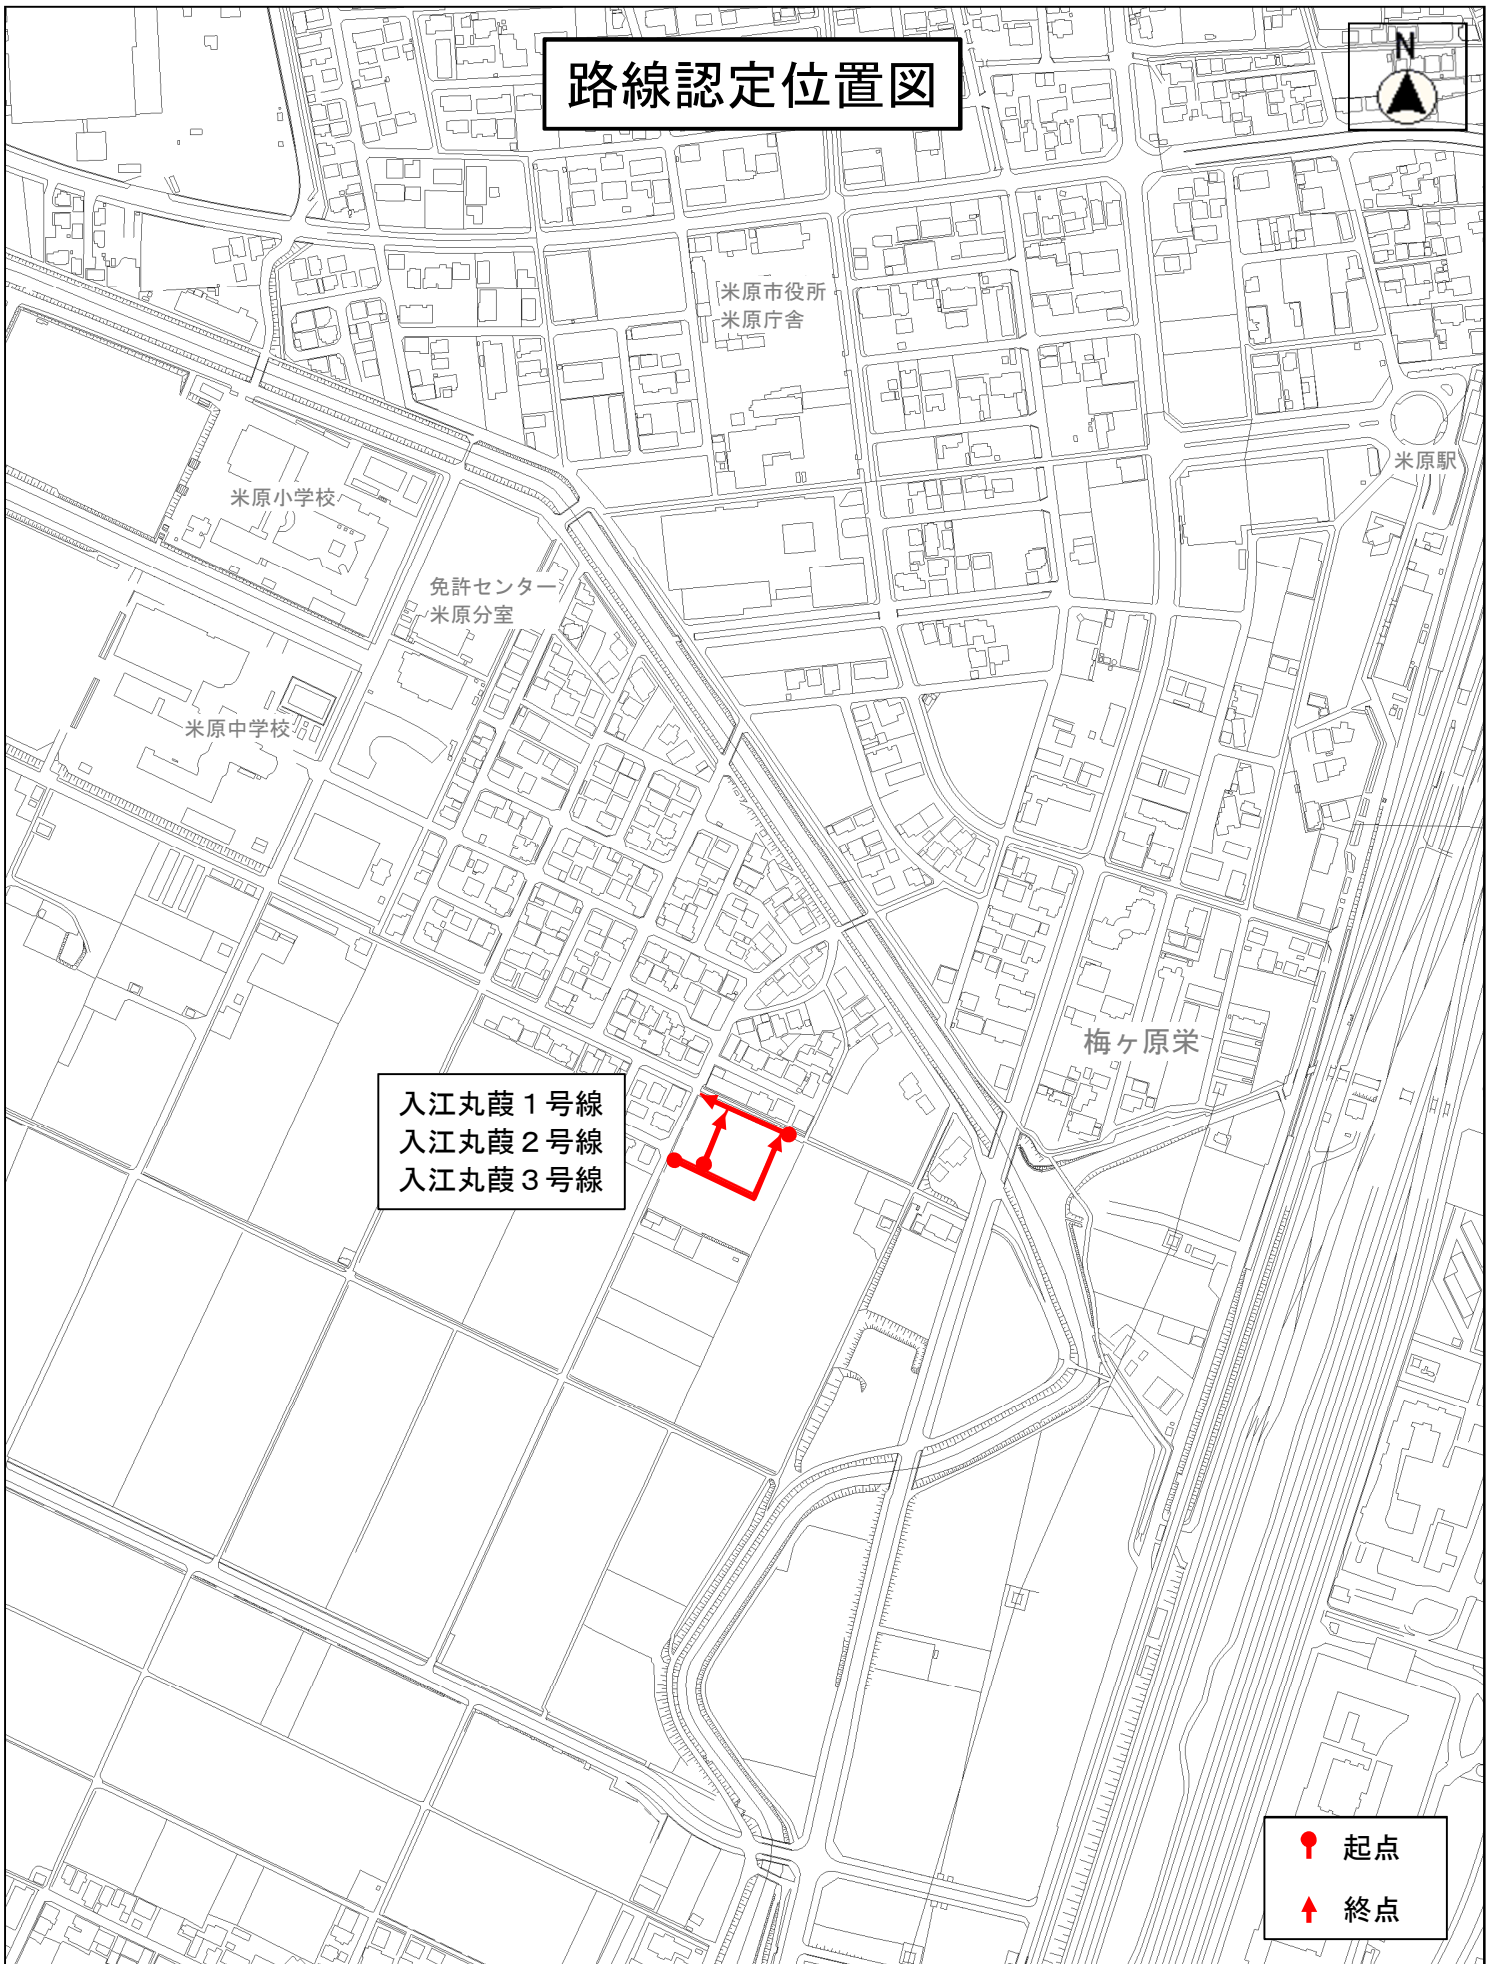 路線認定位置図
N
米原市役所
米原庁舎
米原駅
米原小学校
免許センター
米原分室
米原中学校
梅ヶ原栄
入江丸葭１号線
入江丸葭２号線
入江丸葭３号線
起点
終点